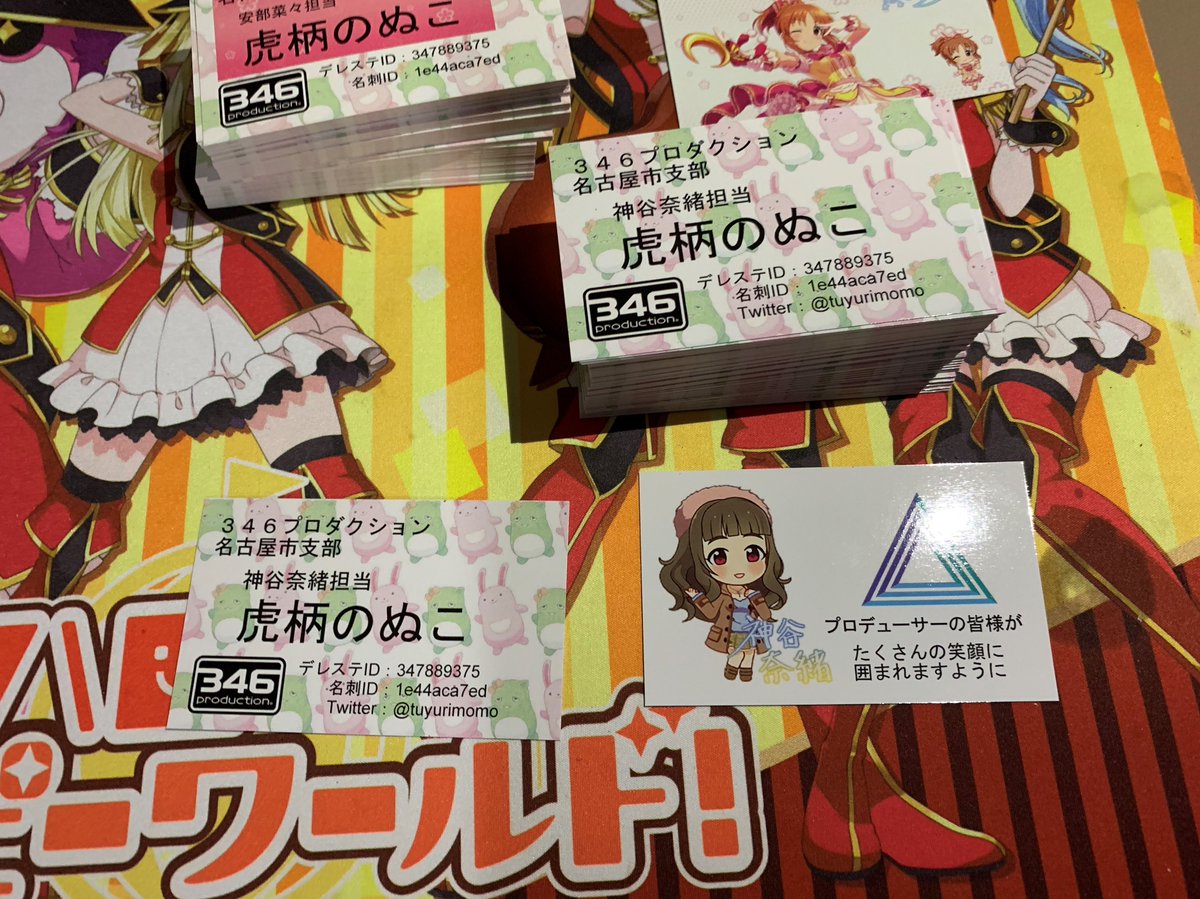 安部菜々担当
虎柄のぬこ
デレステID：347889375
名刺ID：1e44aca7ed
346
production.
３４６プロダクション
名古屋市支部
神谷奈緒担当
虎柄のぬこ
デレステID：347889375
名刺ID：1e44aca7ed
Twitter：@tuyurimomo
346
production.
３４６プロダクション
名古屋市支部
神谷奈緒担当
虎柄のぬこ
デレステID：347889375
名刺ID：1e44aca7ed
Twitter：@tuyurimomo
346
production.
神谷
奈緒
プロデューサーの皆様が
たくさんの笑顔に
囲まれますように
ワールド!